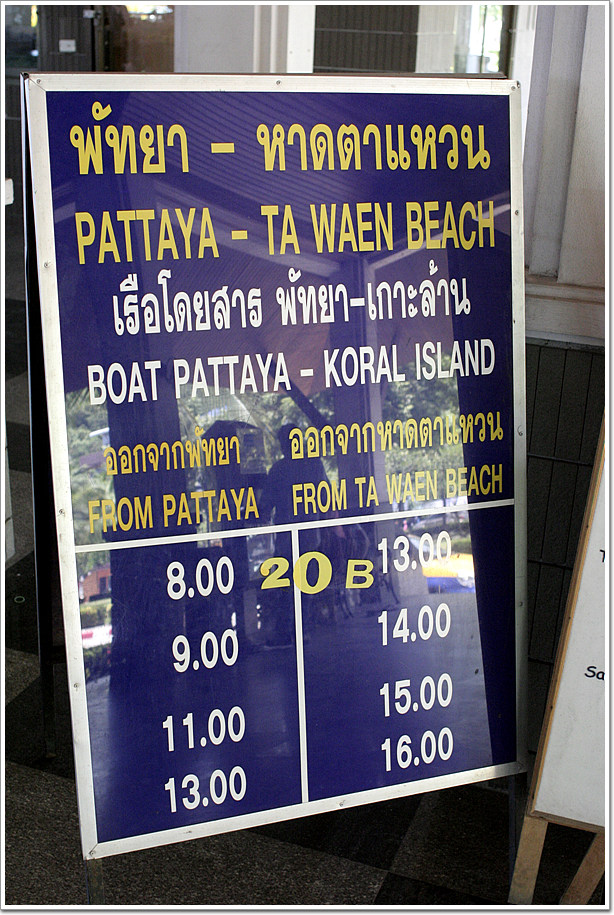 พัทยา - หาดตาแหวน
PATTAYA - TA WAEN BEACH
เรือโดยสาร พัทยา-เกาะล้าน
BOAT PATTAYA - KORAL ISLAND
ออกจากพัทยา ออกจากหาดตาแหวน
FROM PATTAYA FROM TA WAEN BEACH
8.00 20 B 13.00
9.00 14.00
11.00 15.00
13.00 16.00